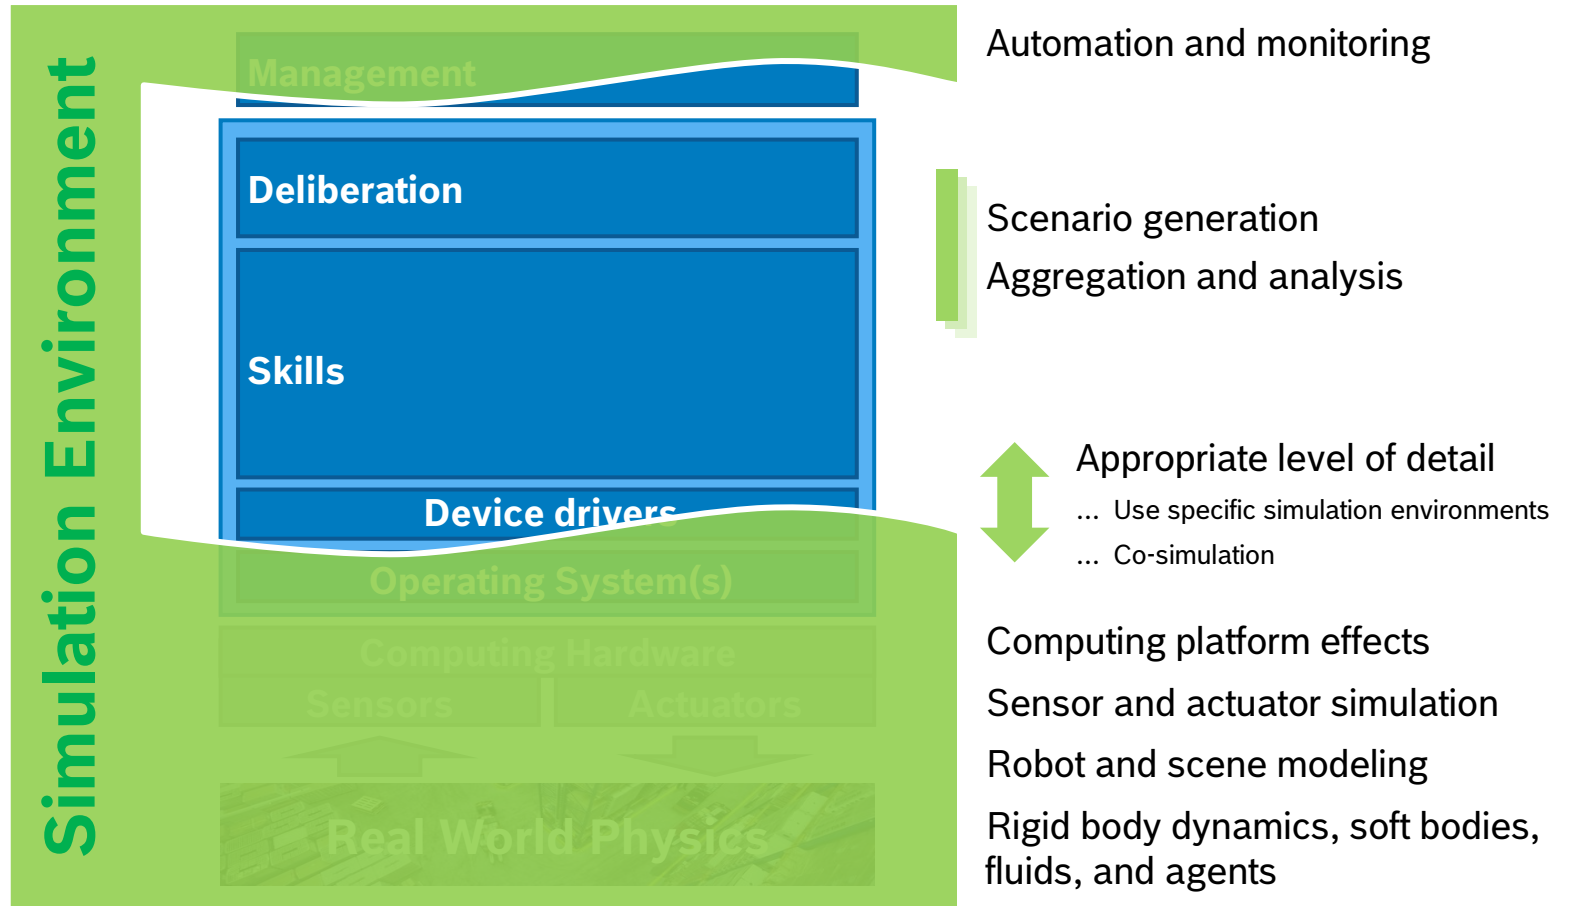 Simulation Environment
Management
Deliberation
Skills
Device drivers
Operating System(s)
Computing Hardware
Sensors
Actuators
Real World Physics
Automation and monitoring
Scenario generation
Aggregation and analysis
Appropriate level of detail
... Use specific simulation environments
... Co-simulation
Computing platform effects
Sensor and actuator simulation
Robot and scene modeling
Rigid body dynamics, soft bodies,
fluids, and agents